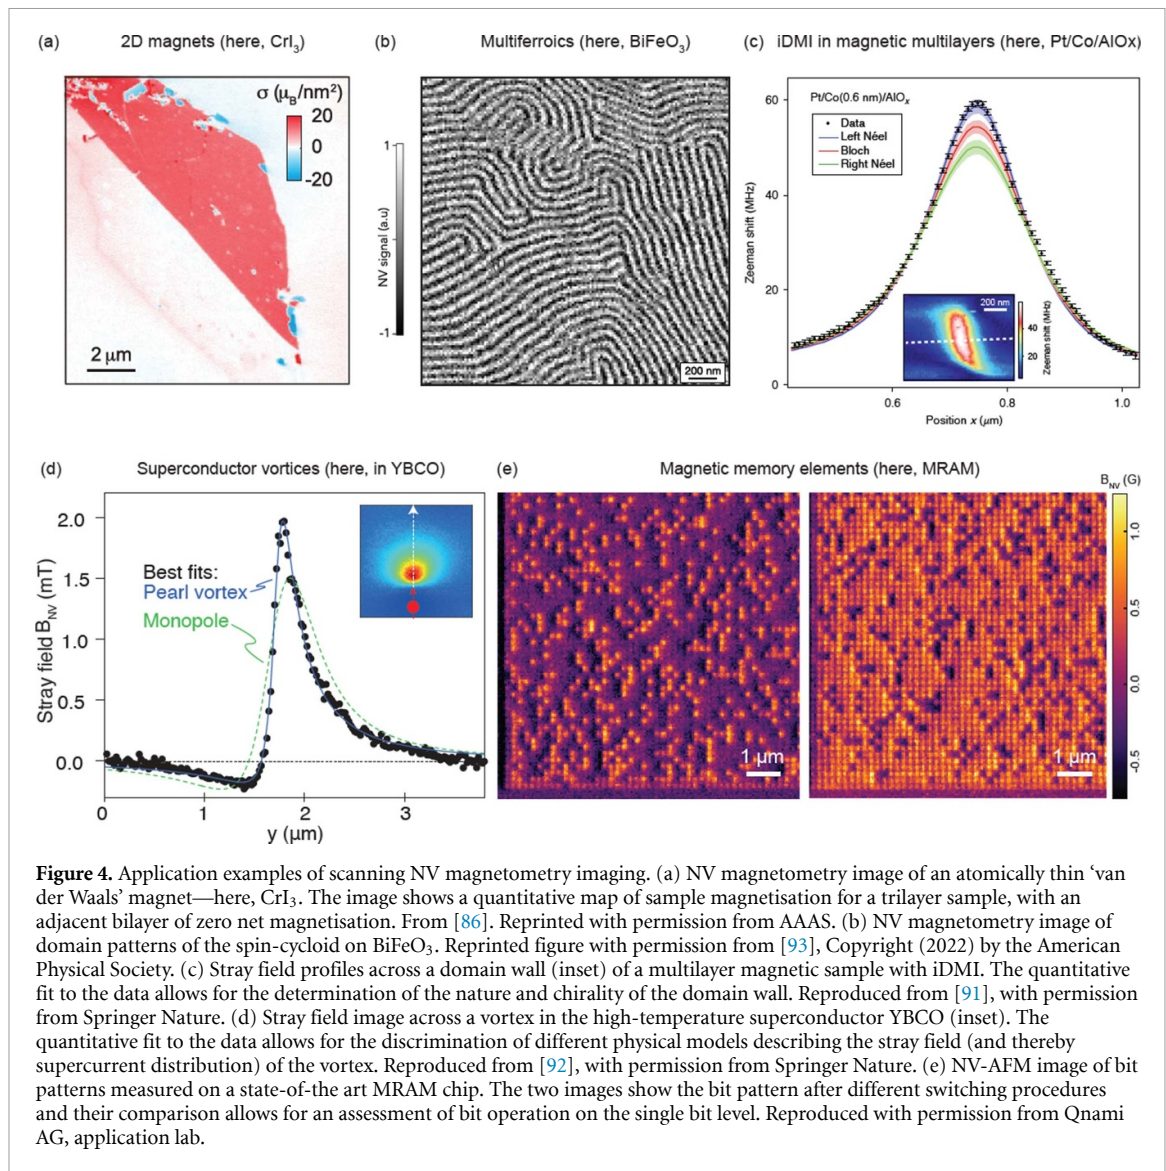 (a) 2D magnets (here, CrI3)
σ (μB/nm2)
20
0
-20
2 μm
(b) Multiferroics (here, BiFeO3)
1
NV signal (a.u)
-1
200 nm
(c) iDMI in magnetic multilayers (here, Pt/Co/AlOx)
Pt/Co(0.6 nm)/AlOx
Data
Left Néel
Bloch
Right Néel
60
40
20
0
Zeeman shift (MHz)
200 nm
40
20
Zeeman shift (MHz)
0.6 0.8 1.0
Position x (μm)
(d) Superconductor vortices (here, in YBCO)
2.0
1.5
1.0
0.5
0.0
Stray field BNV (mT)
Best fits:
Pearl vortex
Monopole
0 1 2 3
y (μm)
(e) Magnetic memory elements (here, MRAM)
1 μm
1 μm
BNV (G)
1.0
0.5
0.0
-0.5
Figure 4. Application examples of scanning NV magnetometry imaging. (a) NV magnetometry image of an atomically thin ‘van
der Waals’ magnet—here, CrI3. The image shows a quantitative map of sample magnetisation for a trilayer sample, with an
adjacent bilayer of zero net magnetisation. From [86]. Reprinted with permission from AAAS. (b) NV magnetometry image of
domain patterns of the spin-cycloid on BiFeO3. Reprinted figure with permission from [93], Copyright (2022) by the American
Physical Society. (c) Stray field profiles across a domain wall (inset) of a multilayer magnetic sample with iDMI. The quantitative
fit to the data allows for the determination of the nature and chirality of the domain wall. Reproduced from [91], with permission
from Springer Nature. (d) Stray field image across a vortex in the high-temperature superconductor YBCO (inset). The
quantitative fit to the data allows for the discrimination of different physical models describing the stray field (and thereby
supercurrent distribution) of the vortex. Reproduced from [92], with permission from Springer Nature. (e) NV-AFM image of bit
patterns measured on a state-of-the art MRAM chip. The two images show the bit pattern after different switching procedures
and their comparison allows for an assessment of bit operation on the single bit level. Reproduced with permission from Qnami
AG, application lab.